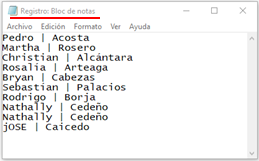 Registro: Bloc de notas
Archivo Edición Formato Ver Ayuda
Pedro | Acosta
Martha | Rosero
Christian | Alcántara
Rosalia | Arteaga
Bryan | Cabezas
Sebastian | Palacios
Rodrigo | Borja
Nathally | Cedeño
Nathally | Cedeño
jOSE | Caicedo